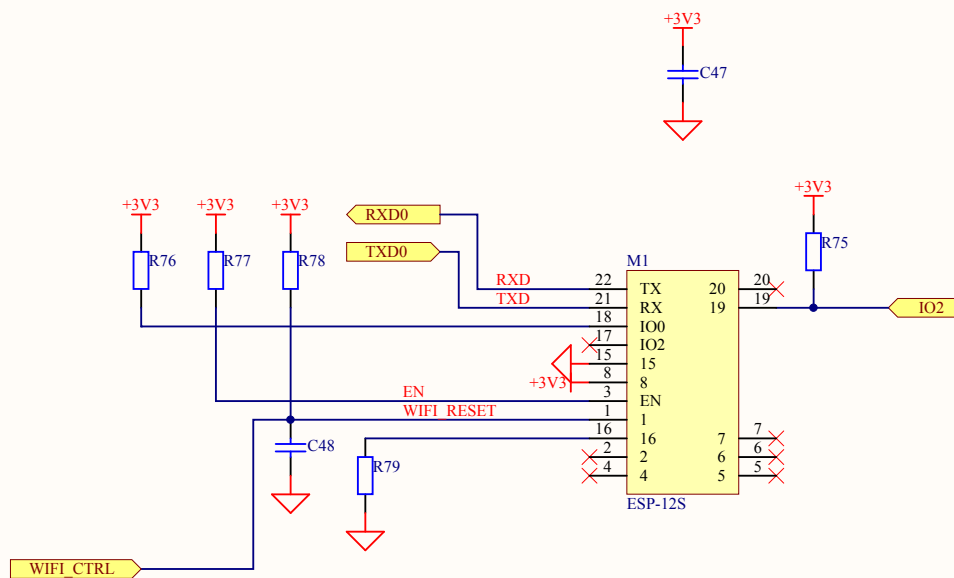 +3V3
C47
+3V3
+3V3
+3V3
+3V3
RXD0
TXD0
R76
R77
R78
R75
M1
RXD
22
TX
20
20
TXD
21
RX
19
19
IO2
18
IO0
17
IO2
15
15
+3V3
8
8
EN
3
EN
WIFI_RESET
1
1
C48
16
16
7
7
R79
2
2
6
6
4
4
5
5
ESP-12S
WIFI_CTRL